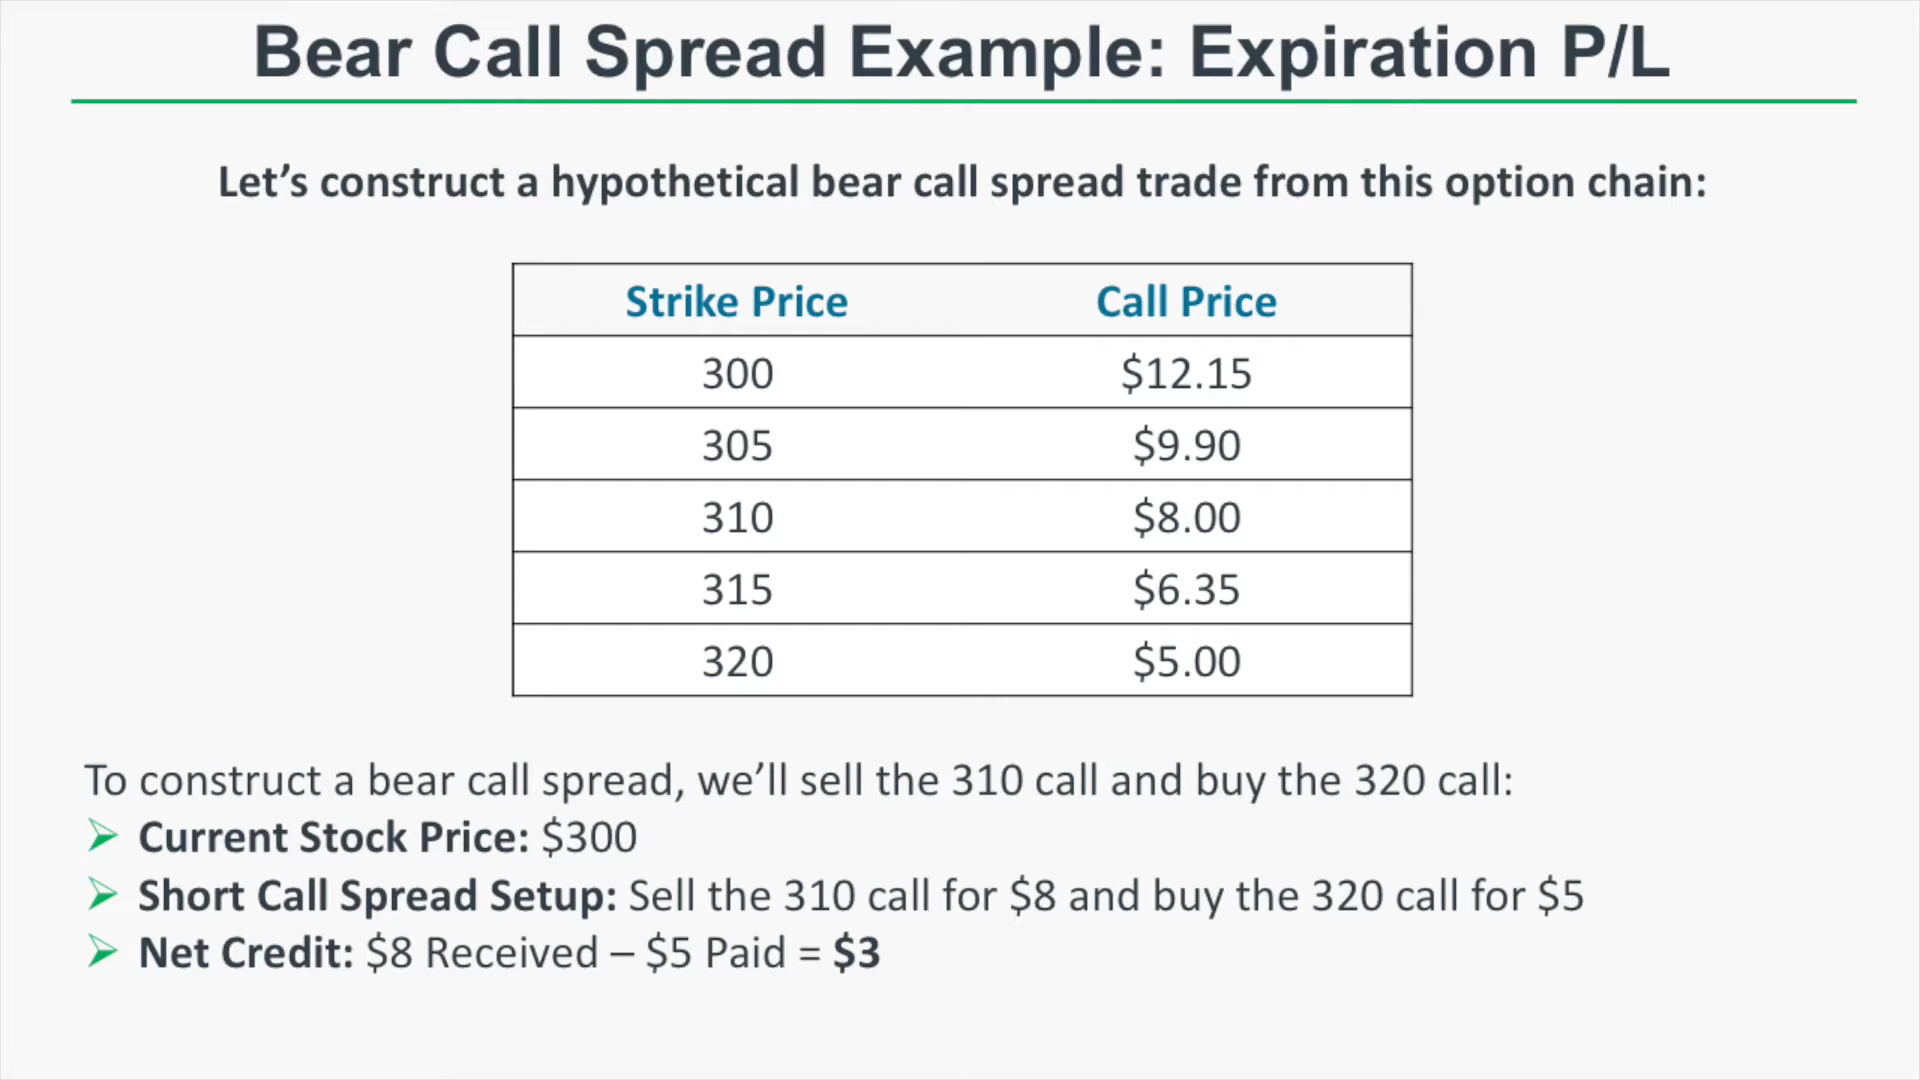 Bear Call Spread Example: Expiration P/L
Let’s construct a hypothetical bear call spread trade from this option chain:
Strike Price Call Price
300 $12.15
305 $9.90
310 $8.00
315 $6.35
320 $5.00
To construct a bear call spread, we’ll sell the 310 call and buy the 320 call:
Current Stock Price: $300
Short Call Spread Setup: Sell the 310 call for $8 and buy the 320 call for $5
Net Credit: $8 Received – $5 Paid = $3